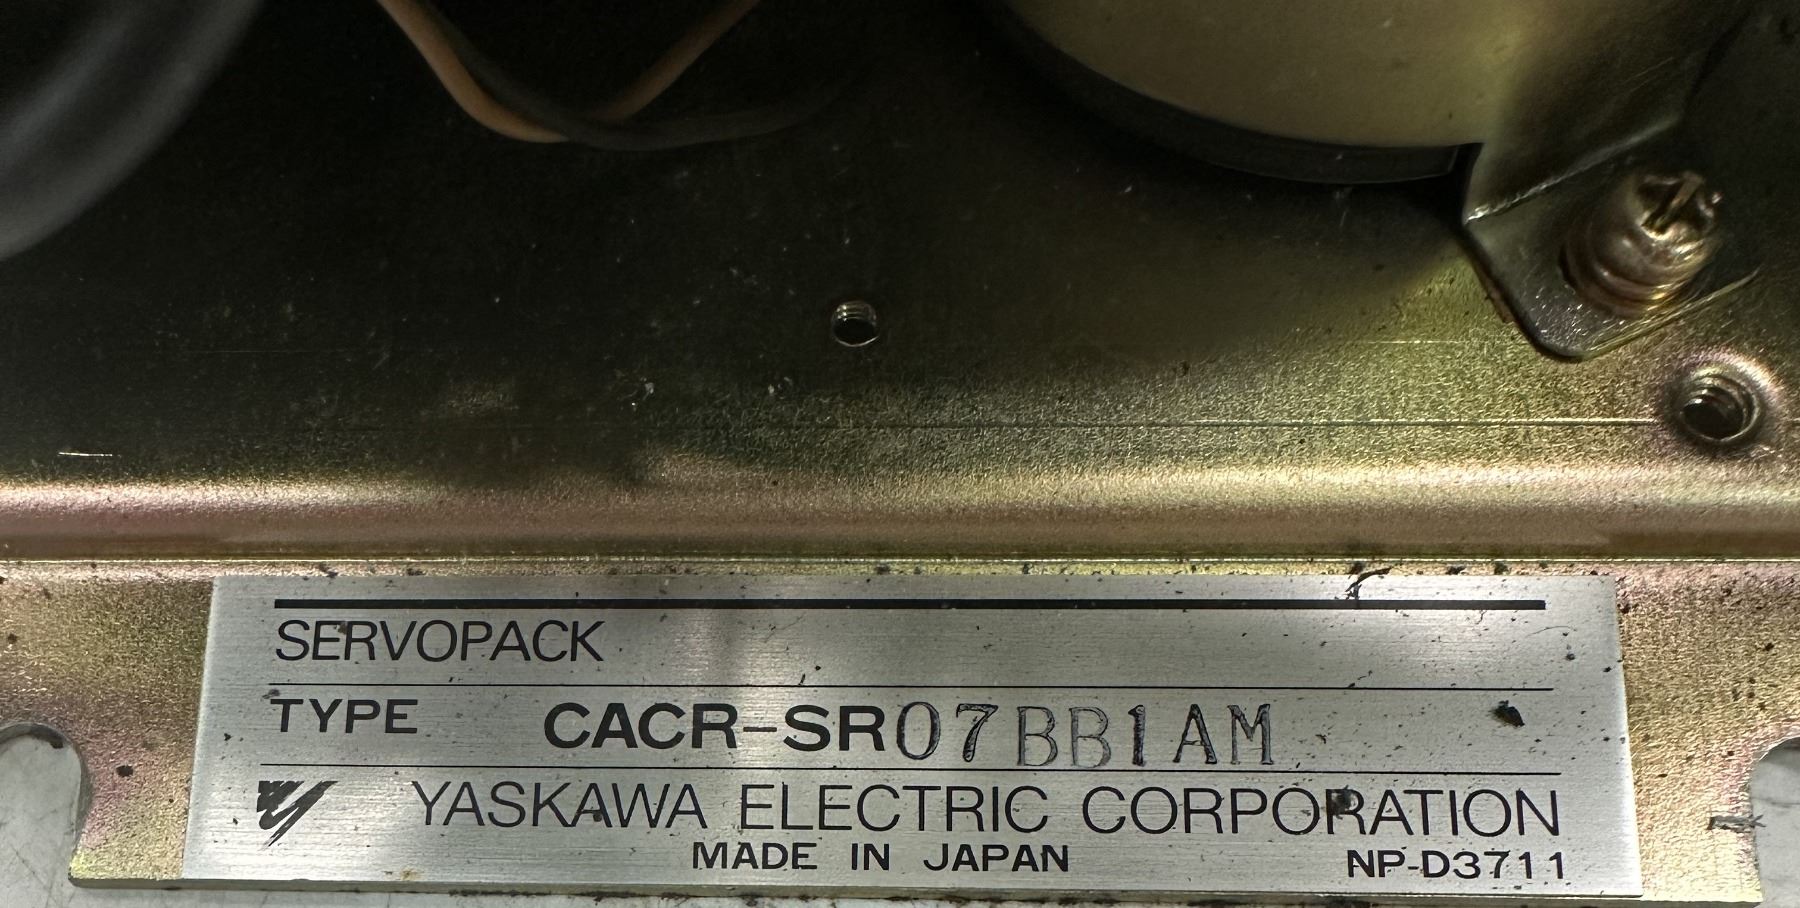 SERVOPACK
TYPE CACR-SR07BB1AM
YASKAWA ELECTRIC CORPORATION
MADE IN JAPAN NP-D3711